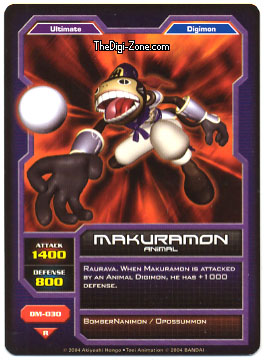 Ultimate
Digimon
TheDigi-Zone.com
MAKURAMON
ANIMAL
ATTACK
1400
DEFENSE
800
Raurava. When Makuramon is attacked
by an Animal Digimon, he has +1000
defense.
DM-030
R
BomberNanimon / Opossummon
© 2004 Akiyoshi Hongo • Toei Animation © 2004 BANDAI